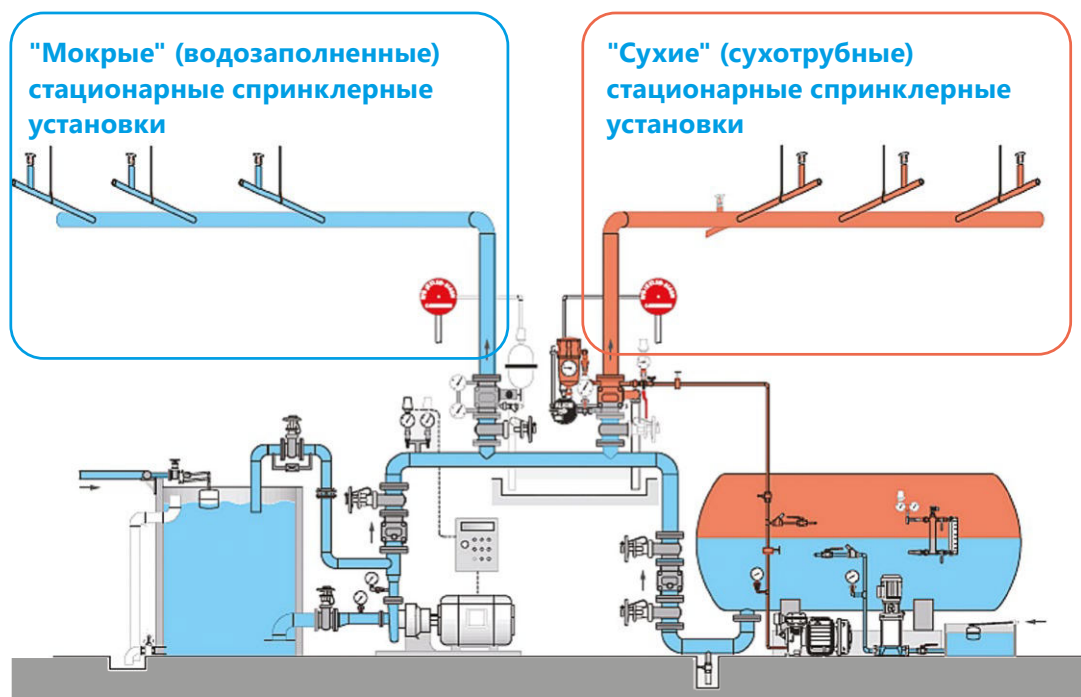 "Мокрые" (водозаполненные)
стационарные спринклерные
установки
"Сухие" (сухотрубные)
стационарные спринклерные
установки